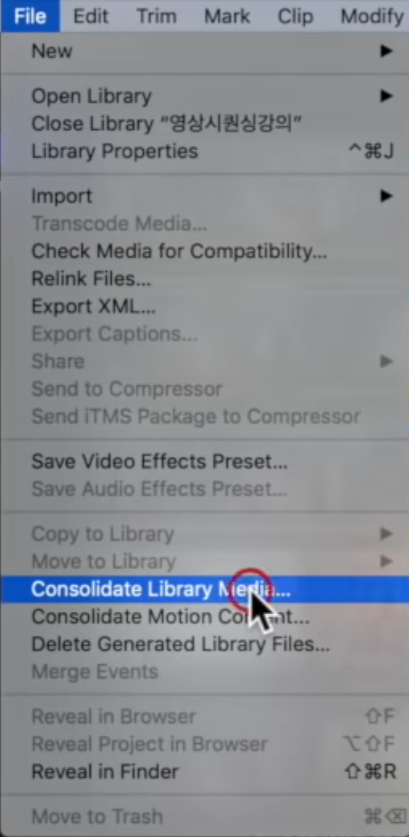 File Edit Trim Mark Clip Modify
New ▶
Open Library ▶
Close Library “영상시퀀싱강의”
Library Properties ^⌘J
Import ▶
Transcode Media...
Check Media for Compatibility...
Relink Files...
Export XML...
Export Captions...
Share ▶
Send to Compressor
Send iTMS Package to Compressor
Save Video Effects Preset...
Save Audio Effects Preset...
Copy to Library ▶
Move to Library ▶
Consolidate Library Media...
Consolidate Motion Content...
Delete Generated Library Files...
Merge Events
Reveal in Browser ⇧F
Reveal Project in Browser ⌥⇧F
Reveal in Finder ⇧⌘R
Move to Trash ⌘⌫